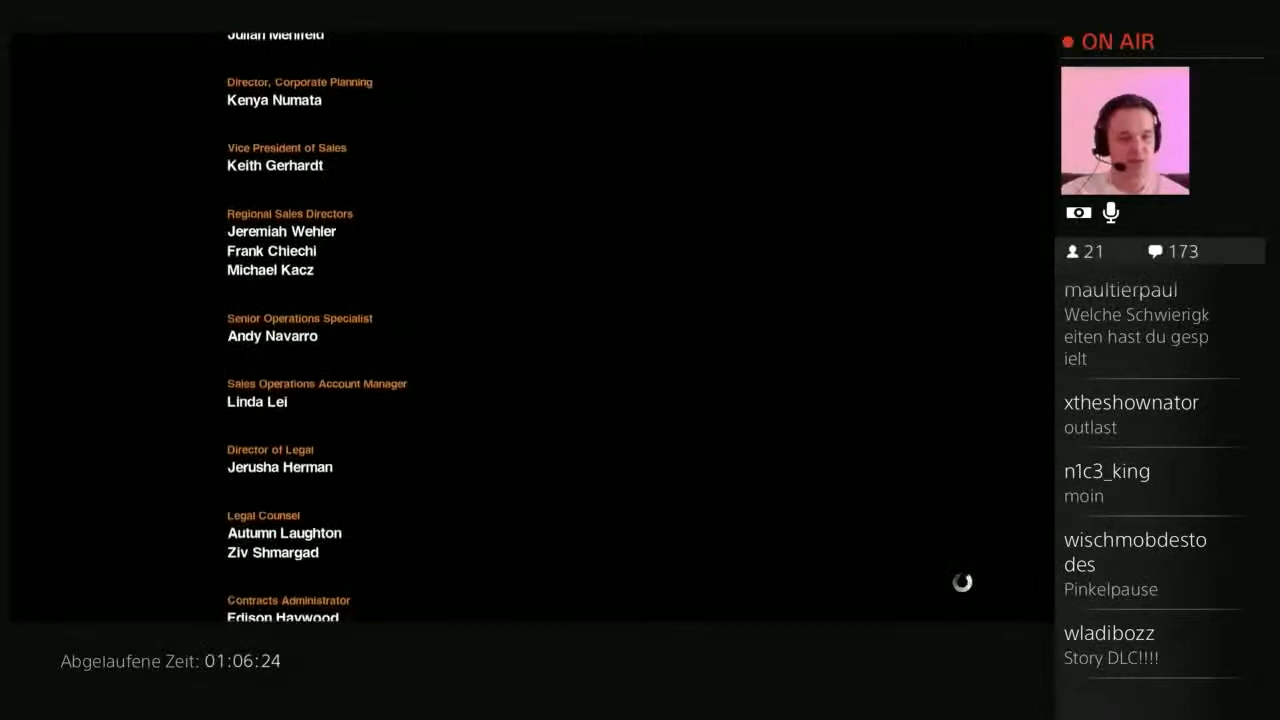 Director, Corporate Planning
Kenya Numata
Vice President of Sales
Keith Gerhardt
Regional Sales Directors
Jeremiah Wehler
Frank Chiechi
Michael Kacz
Senior Operations Specialist
Andy Navarro
Sales Operations Account Manager
Linda Lei
Director of Legal
Jerusha Herman
Legal Counsel
Autumn Laughton
Ziv Shmargad
Contracts Administrator
Edison Haywood
Abgelaufene Zeit: 01:06:24
ON AIR
21 173
maultierpaul
Welche Schwierigk
eiten hast du gesp
ielt
xtheshownator
outlast
n1c3_king
moin
wischmobdesto
des
Pinkelpause
wladibozz
Story DLC!!!!